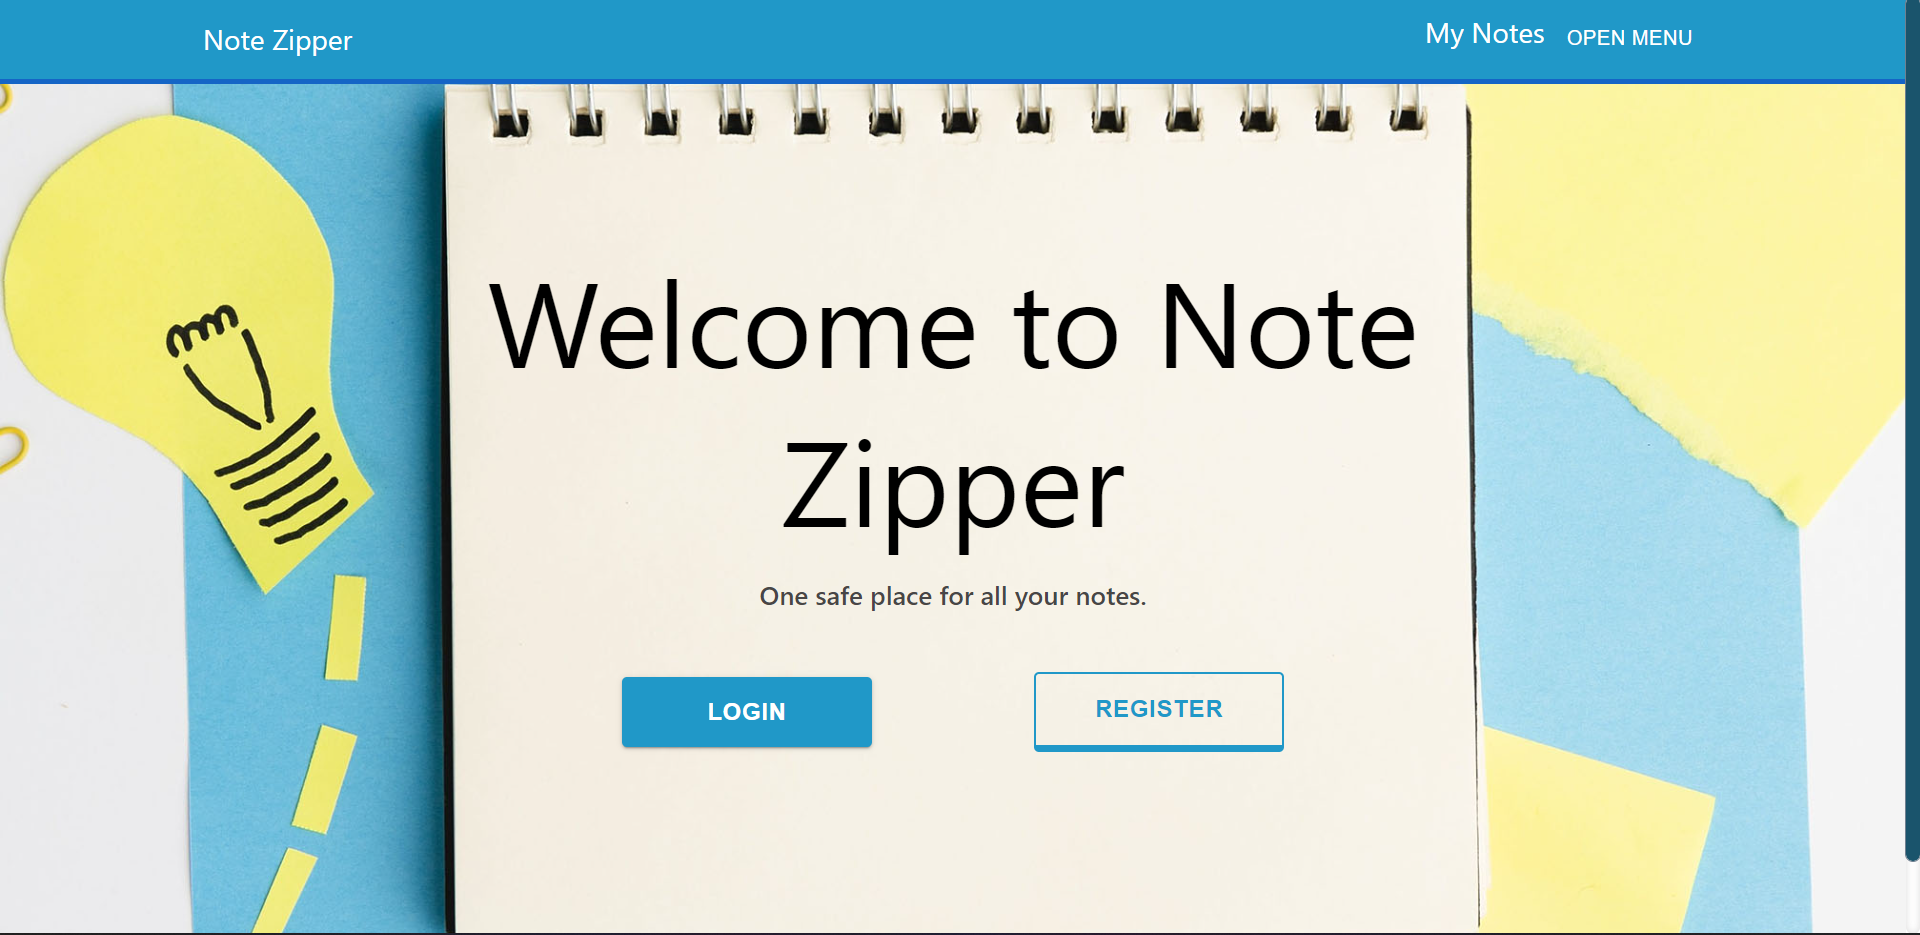 Note Zipper
My Notes
OPEN MENU
Welcome to Note
Zipper
One safe place for all your notes.
LOGIN
REGISTER